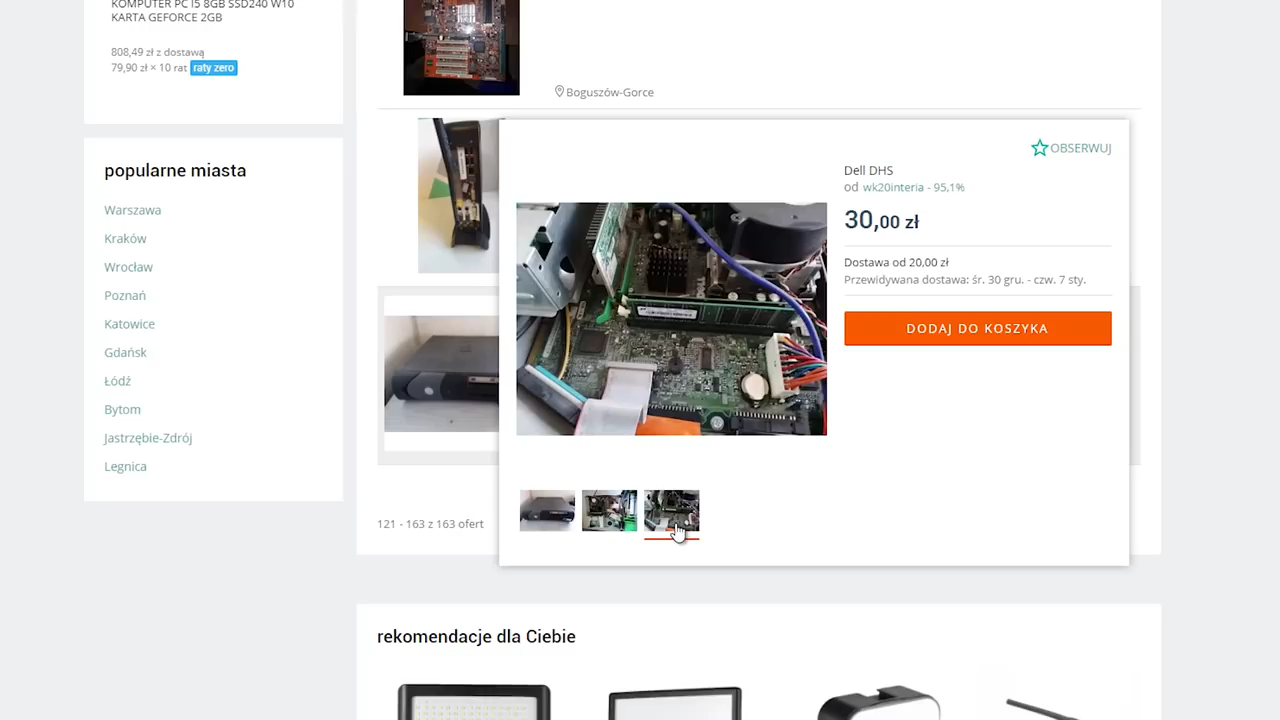 KOMPUTER PC I5 8GB SSD240 W10
KARTA GEFORCE 2GB
808,49 zł z dostawą
79,90 zł × 10 rat raty zero
popularne miasta
Warszawa
Kraków
Wrocław
Poznań
Katowice
Gdańsk
Łódź
Bytom
Jastrzębie-Zdrój
Legnica
Boguszów-Gorce
OBSERWUJ
Dell DHS
od wk20interia - 95,1%
30,00 zł
Dostawa od 20,00 zł
Przewidywana dostawa: śr. 30 gru. - czw. 7 sty.
DODAJ DO KOSZYKA
121 - 163 z 163 ofert
rekomendacje dla Ciebie